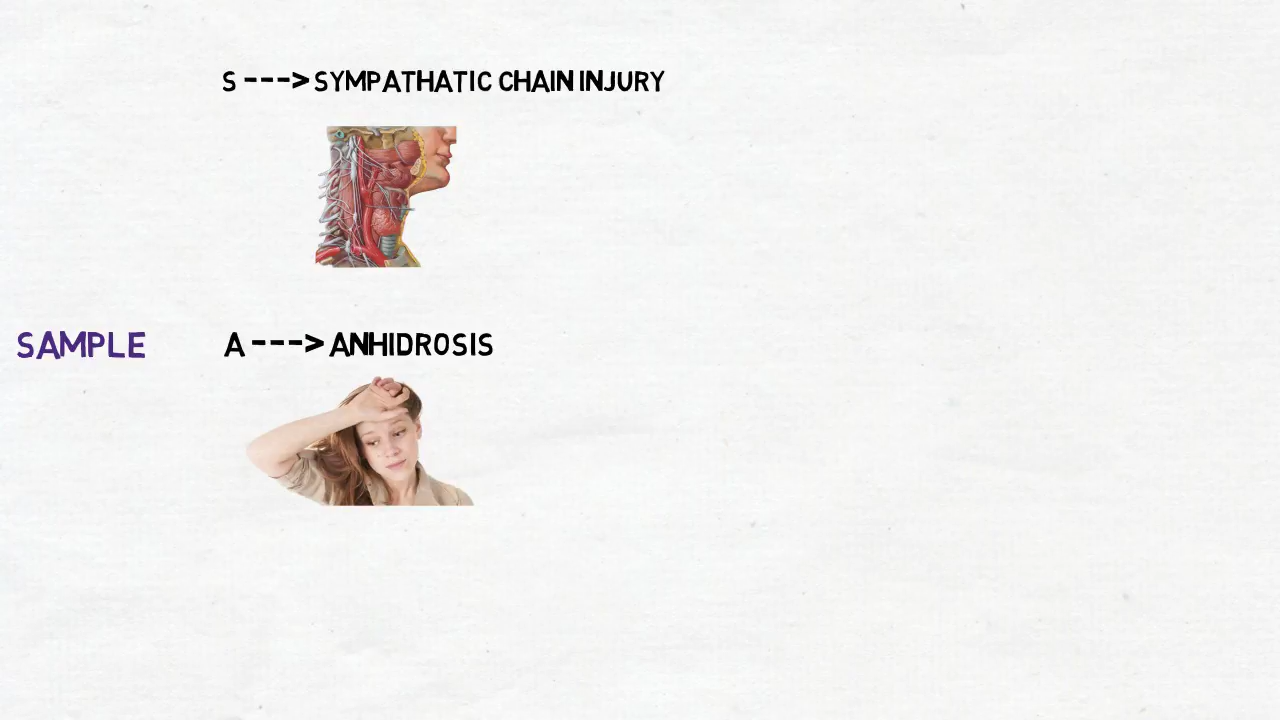 S ---> SYMPATHATIC CHAIN INJURY
SAMPLE
A ---> ANHIDROSIS